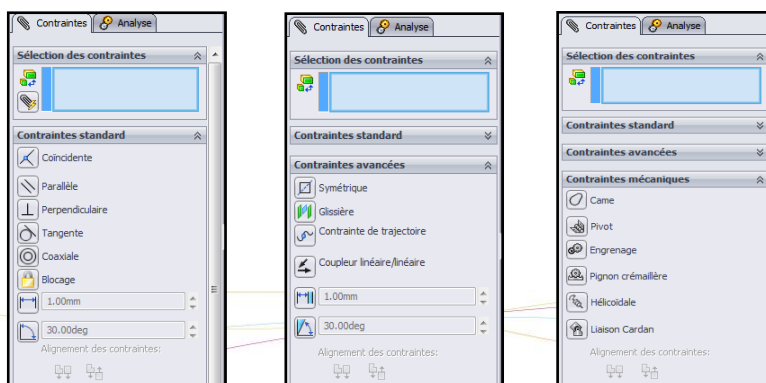 Contraintes Analyse
Sélection des contraintes
Contraintes standard
Coïncidente
Parallèle
Perpendiculaire
Tangente
Coaxiale
Blocage
1.00mm
30.00deg
Alignement des contraintes:
Contraintes Analyse
Sélection des contraintes
Contraintes standard
Contraintes avancées
Symétrique
Glissière
Contrainte de trajectoire
Coupleur linéaire/linéaire
1.00mm
30.00deg
Alignement des contraintes:
Contraintes Analyse
Sélection des contraintes
Contraintes standard
Contraintes avancées
Contraintes mécaniques
Came
Pivot
Engrenage
Pignon crémaillère
Hélicoïdale
Liaison Cardan
Alignement des contraintes: